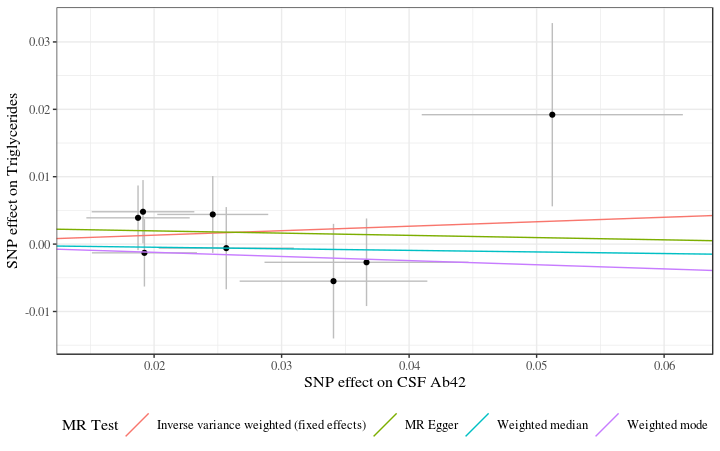 SNP effect on Triglycerides
0.03
0.02
0.01
0.00
-0.01
0.02 0.03 0.04 0.05 0.06
SNP effect on CSF Ab42
MR Test Inverse variance weighted (fixed effects) MR Egger Weighted median Weighted mode